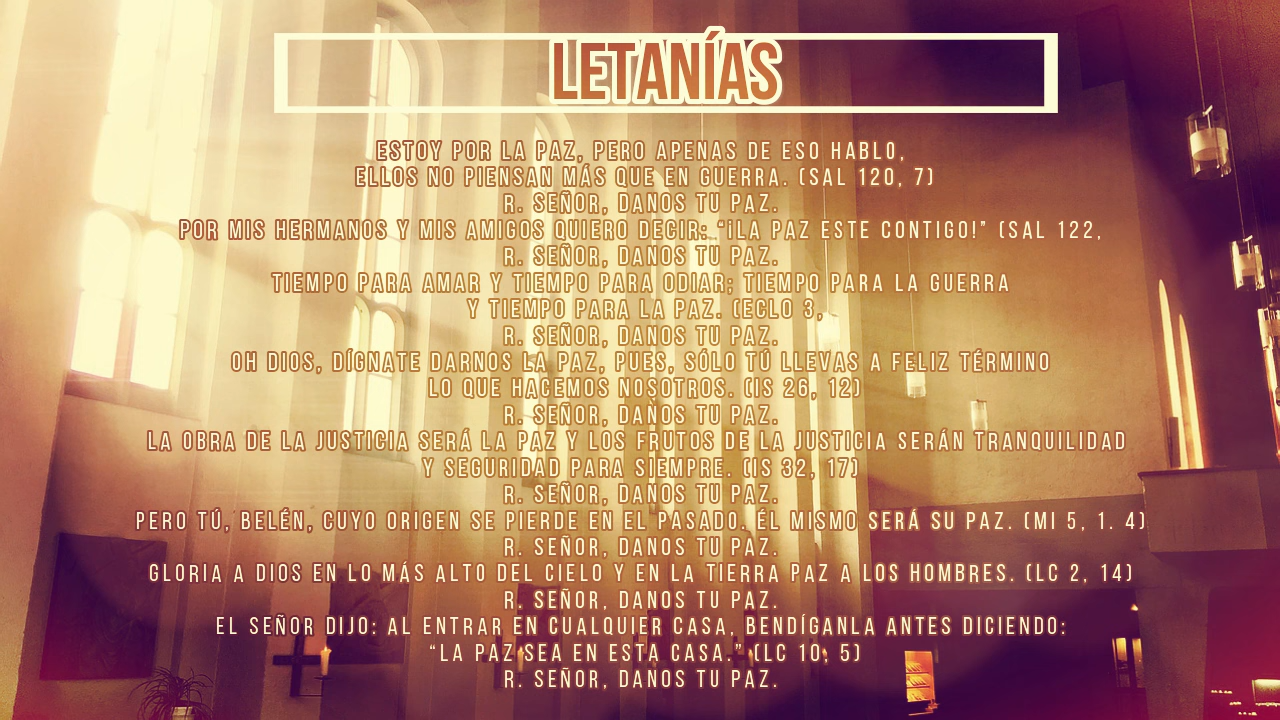 LETANÍAS
ESTOY POR LA PAZ, PERO APENAS DE ESO HABLO,
ELLOS NO PIENSAN MÁS QUE EN GUERRA. (SAL 120, 7)
R. SEÑOR, DANOS TU PAZ.
POR MIS HERMANOS Y MIS AMIGOS QUIERO DECIR: “¡LA PAZ ESTE CONTIGO!” (SAL 122,
R. SEÑOR, DANOS TU PAZ.
TIEMPO PARA AMAR Y TIEMPO PARA ODIAR; TIEMPO PARA LA GUERRA
Y TIEMPO PARA LA PAZ. (ECLO 3,
R. SEÑOR, DANOS TU PAZ.
OH DIOS, DÍGNATE DARNOS LA PAZ, PUES, SÓLO TÚ LLEVAS A FELIZ TÉRMINO
LO QUE HACEMOS NOSOTROS. (IS 26, 12)
R. SEÑOR, DANOS TU PAZ.
LA OBRA DE LA JUSTICIA SERÁ LA PAZ Y LOS FRUTOS DE LA JUSTICIA SERÁN TRANQUILIDAD
Y SEGURIDAD PARA SIEMPRE. (IS 32, 17)
R. SEÑOR, DANOS TU PAZ.
PERO TÚ, BELÉN, CUYO ORIGEN SE PIERDE EN EL PASADO. ÉL MISMO SERÁ SU PAZ. (MI 5, 1. 4)
R. SEÑOR, DANOS TU PAZ.
GLORIA A DIOS EN LO MÁS ALTO DEL CIELO Y EN LA TIERRA PAZ A LOS HOMBRES. (LC 2, 14)
R. SEÑOR, DANOS TU PAZ.
EL SEÑOR DIJO: AL ENTRAR EN CUALQUIER CASA, BENDÍGANLA ANTES DICIENDO:
“LA PAZ SEA EN ESTA CASA.” (LC 10, 5)
R. SEÑOR, DANOS TU PAZ.